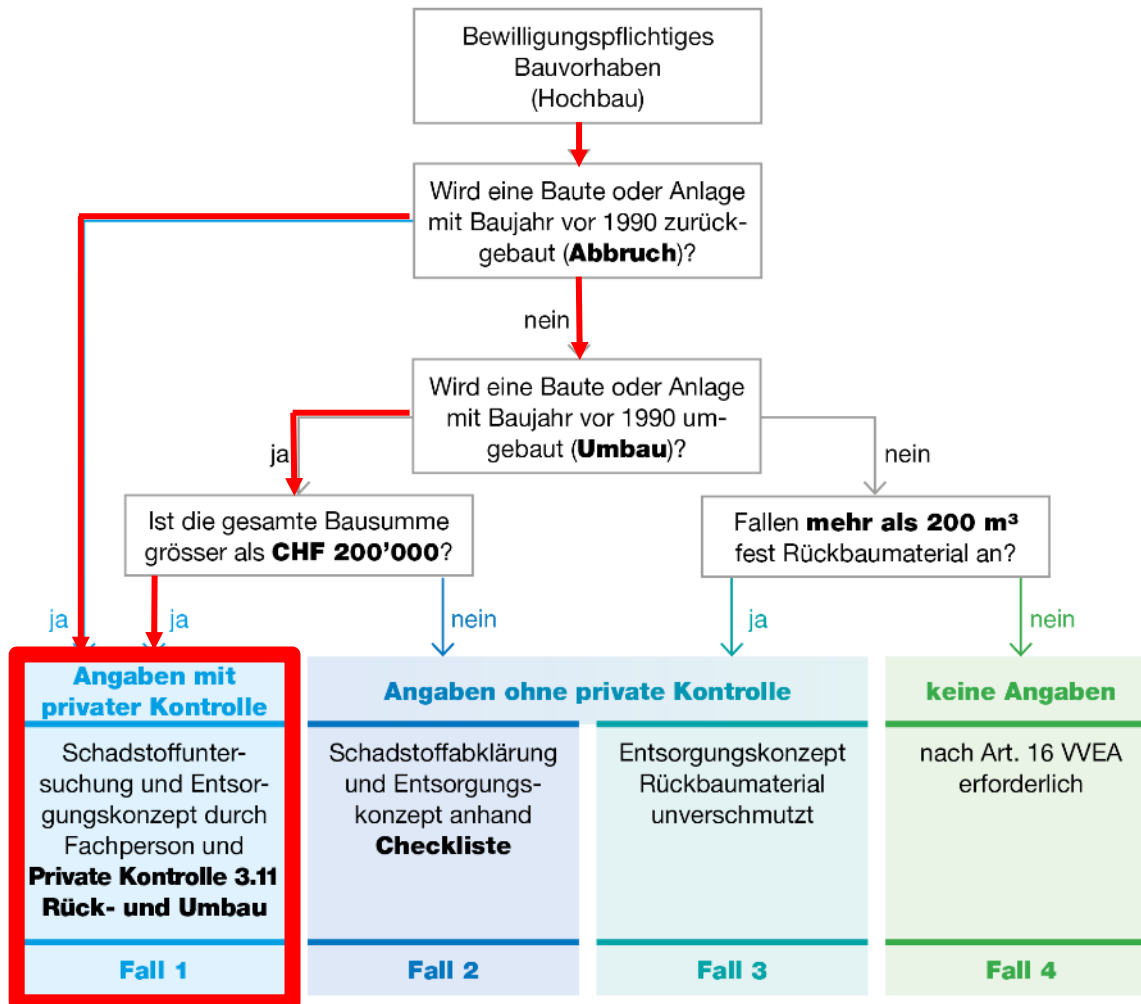 Bewilligungspflichtiges
Bauvorhaben
(Hochbau)
Wird eine Baute oder Anlage
mit Baujahr vor 1990 zurück-
gebaut (Abbruch)?
nein
Wird eine Baute oder Anlage
mit Baujahr vor 1990 um-
gebaut (Umbau)?
ja
nein
Ist die gesamte Bausumme
grösser als CHF 200’000?
Fallen mehr als 200 m³
fest Rückbaumaterial an?
ja
ja
nein
ja
nein
Angaben mit
privater Kontrolle
Schadstoffunter-
suchung und Entsor-
gungskonzept durch
Fachperson und
Private Kontrolle 3.11
Rück- und Umbau
Fall 1
Angaben ohne private Kontrolle
Schadstoffabklärung
und Entsorgungs-
konzept anhand
Checkliste
Fall 2
Entsorgungskonzept
Rückbaumaterial
unverschmutzt
Fall 3
keine Angaben
nach Art. 16 VVEA
erforderlich
Fall 4